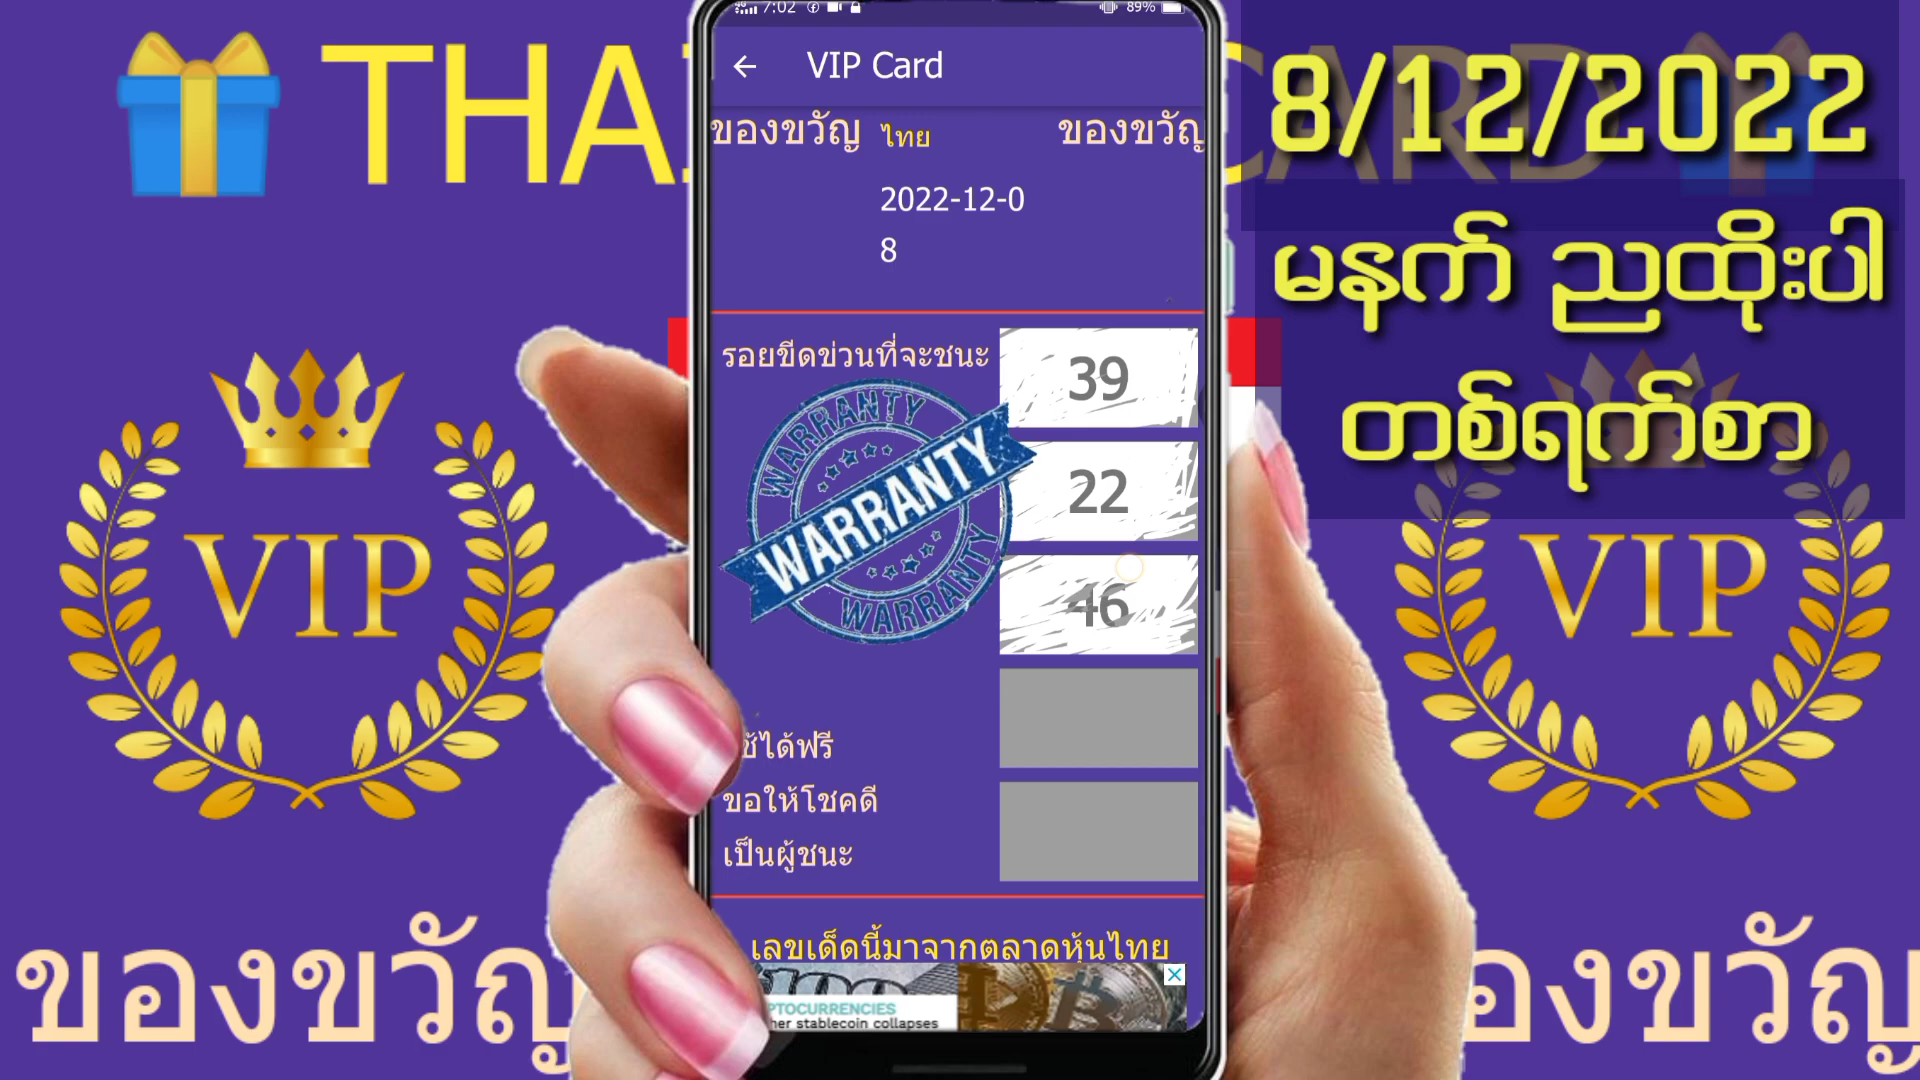 THA
CARD
7:02
89%
VIP Card
ของขวัญ ไทย ของขวัญ
2022-12-0
8
8/12/2022
မနက် ညထိုးပါ
တစ်ရက်စာ
รอยขีดข่วนที่จะชนะ
39
22
46
WARRANTY
WARRANTY
WARRANTY
VIP
VIP
ช้ได้ฟรี
ขอให้โชคดี
เป็นผู้ชนะ
เลขเด็ดนี้มาจากตลาดหุ้นไทย
PTOCURRENCIES
her stablecoin collapses
ของขวัญ
องขวัญ